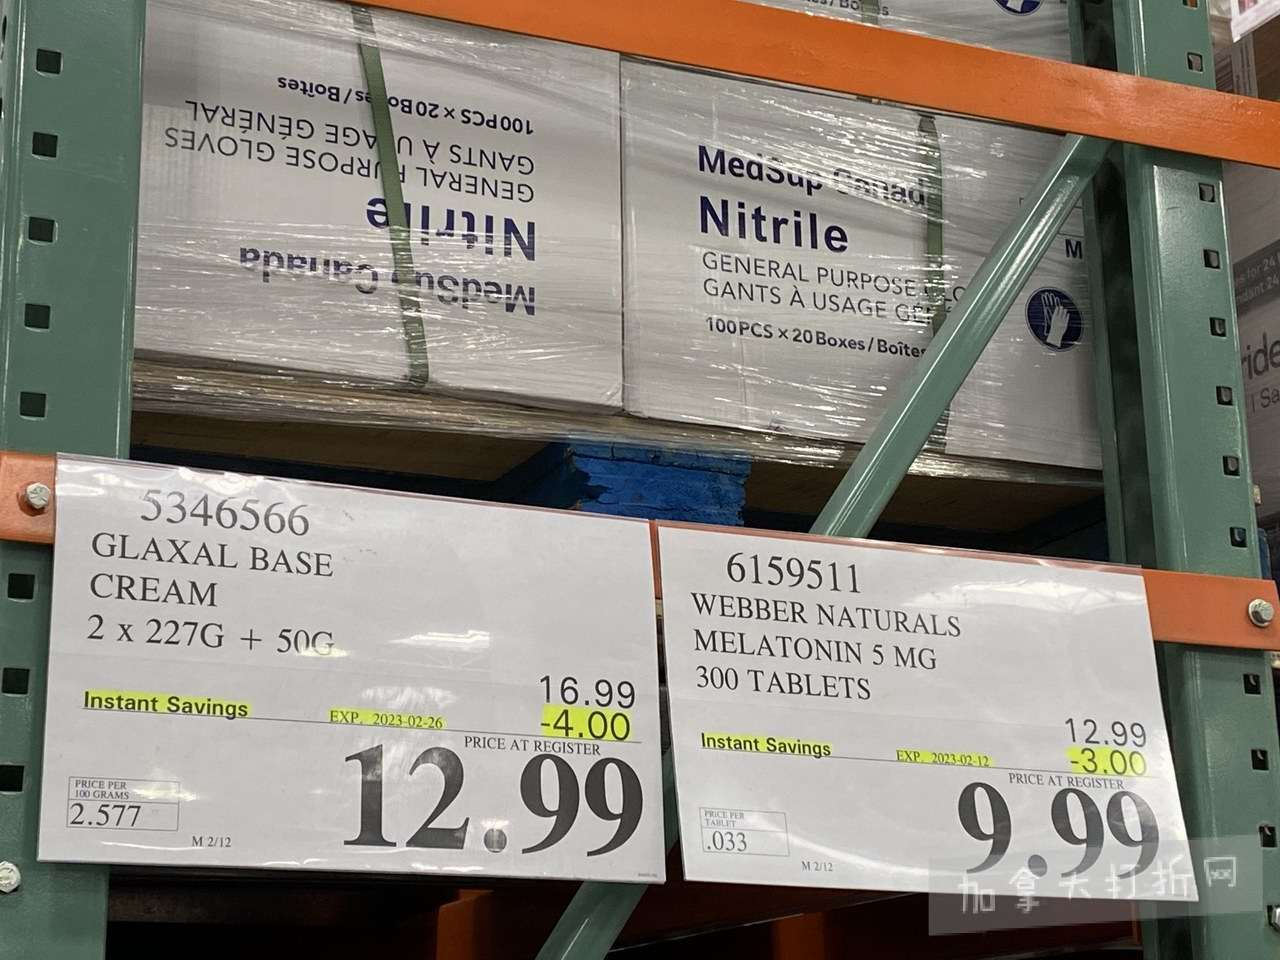 100PCS × 20Boxes/Boîtes
GANTS À USAGE GÉNÉRAL
GENERAL PURPOSE GLOVES
Nitrile
MedSup Canada
MedSup Canad
Nitrile
GENERAL PURPOSE
GANTS À USAGE
100PCS × 20Boxes/Boîtes
M
5346566
GLAXAL BASE
CREAM
2 x 227G + 50G
16.99
Instant Savings EXP. 2023-02-26 -4.00
PRICE AT REGISTER
12.99
PRICE PER
100 GRAMS
2.577
M 2/12
6159511
WEBBER NATURALS
MELATONIN 5 MG
300 TABLETS
12.99
Instant Savings EXP. 2023-02-12 -3.00
PRICE AT REGISTER
9.99
PRICE PER
TABLET
.033
M 2/12
加拿大打折网